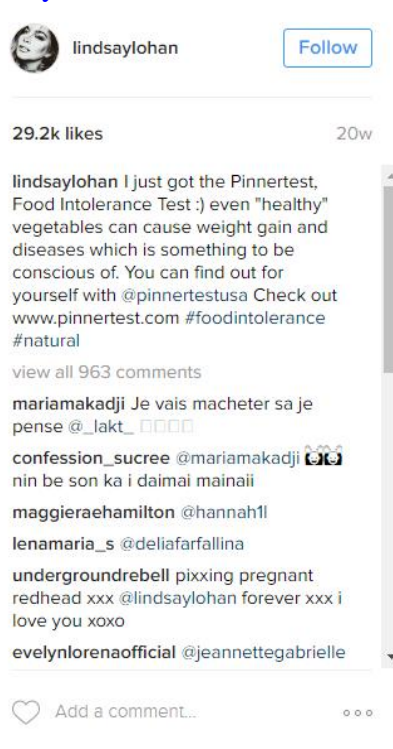 lindsaylohan
Follow
29.2k likes
20w
lindsaylohan I just got the Pinnertest,
Food Intolerance Test :) even "healthy"
vegetables can cause weight gain and
diseases which is something to be
conscious of. You can find out for
yourself with @pinnertestusa Check out
www.pinnertest.com #foodintolerance
#natural
view all 963 comments
mariamakadji Je vais macheter sa je
pense @_lakt_
confession_sucree @mariamakadji
nin be son ka i daimai mainaii
maggieraehamilton @hannah1l
lenamaria_s @deliafarfallina
undergroundrebell pixxing pregnant
redhead xxx @lindsaylohan forever xxx i
love you xoxo
evelynlorenaofficial @jeannettegabrielle
Add a comment...